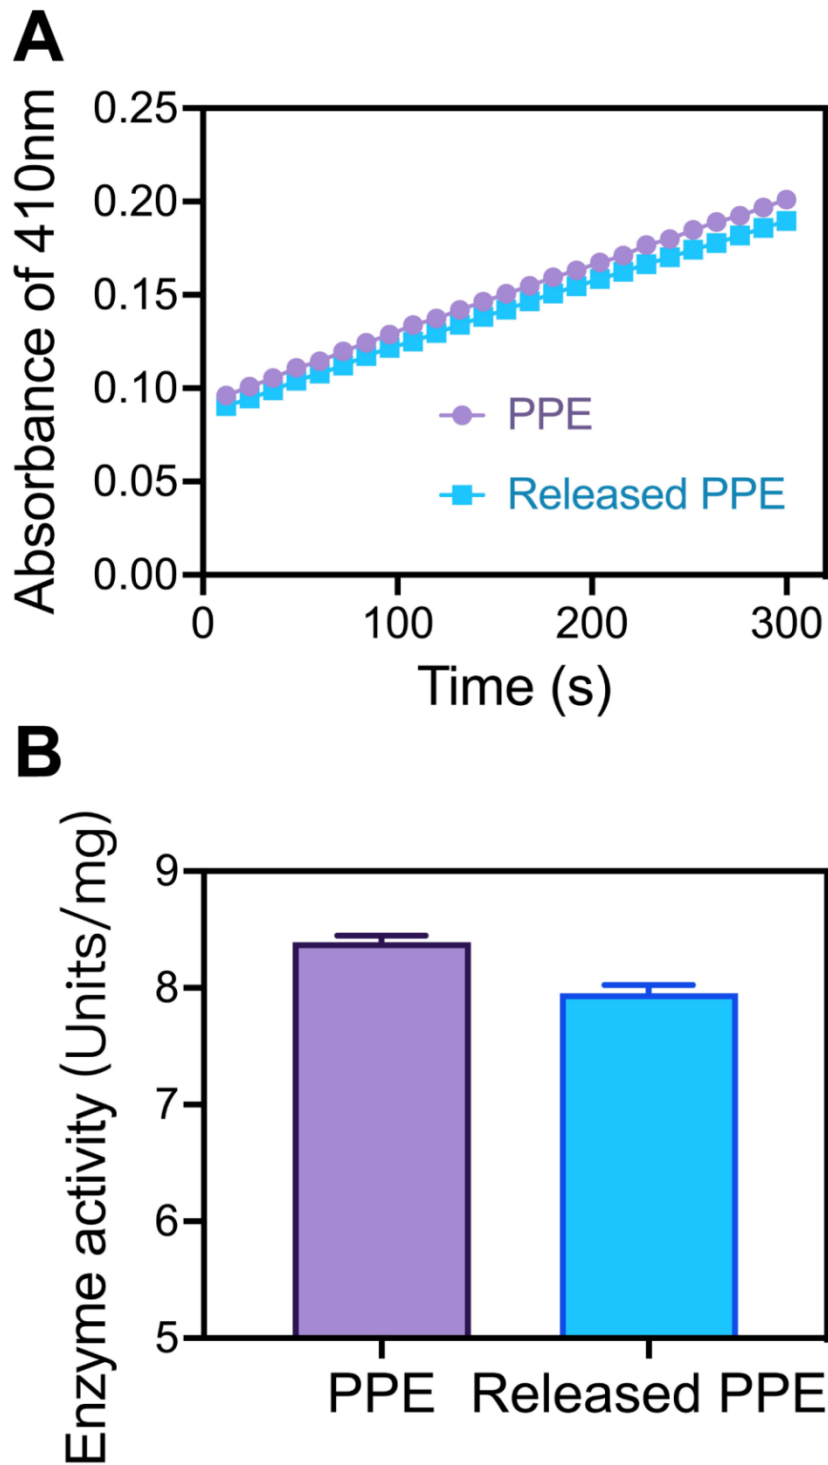 A
Absorbance of 410nm
0.25
0.20
0.15
0.10
0.05
0.00
PPE
Released PPE
0 100 200 300
Time (s)
B
Enzyme activity (Units/mg)
9
8
7
6
5
PPE Released PPE